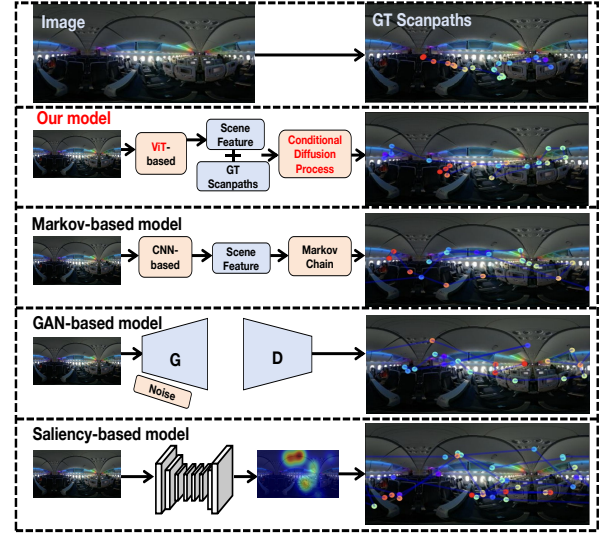 Image
GT Scanpaths
Our model
ViT-
based
Scene
Feature
GT
Scanpaths
Conditional
Diffusion
Process
Markov-based model
CNN-
based
Scene
Feature
Markov
Chain
GAN-based model
G
D
Noise
Saliency-based model